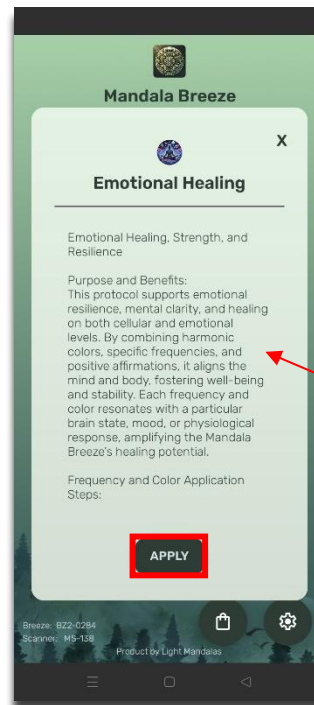 Mandala Breeze
X
Emotional Healing
Emotional Healing, Strength, and
Resilience
Purpose and Benefits:
This protocol supports emotional
resilience, mental clarity, and healing
on both cellular and emotional
levels. By combining harmonic
colors, specific frequencies, and
positive affirmations, it aligns the
mind and body, fostering well-being
and stability. Each frequency and
color resonates with a particular
brain state, mood, or physiological
response, amplifying the Mandala
Breeze's healing potential.
Frequency and Color Application
Steps:
APPLY
Breeze: BZ2-0284
Scanner: MS-138
Product by Light Mandalas